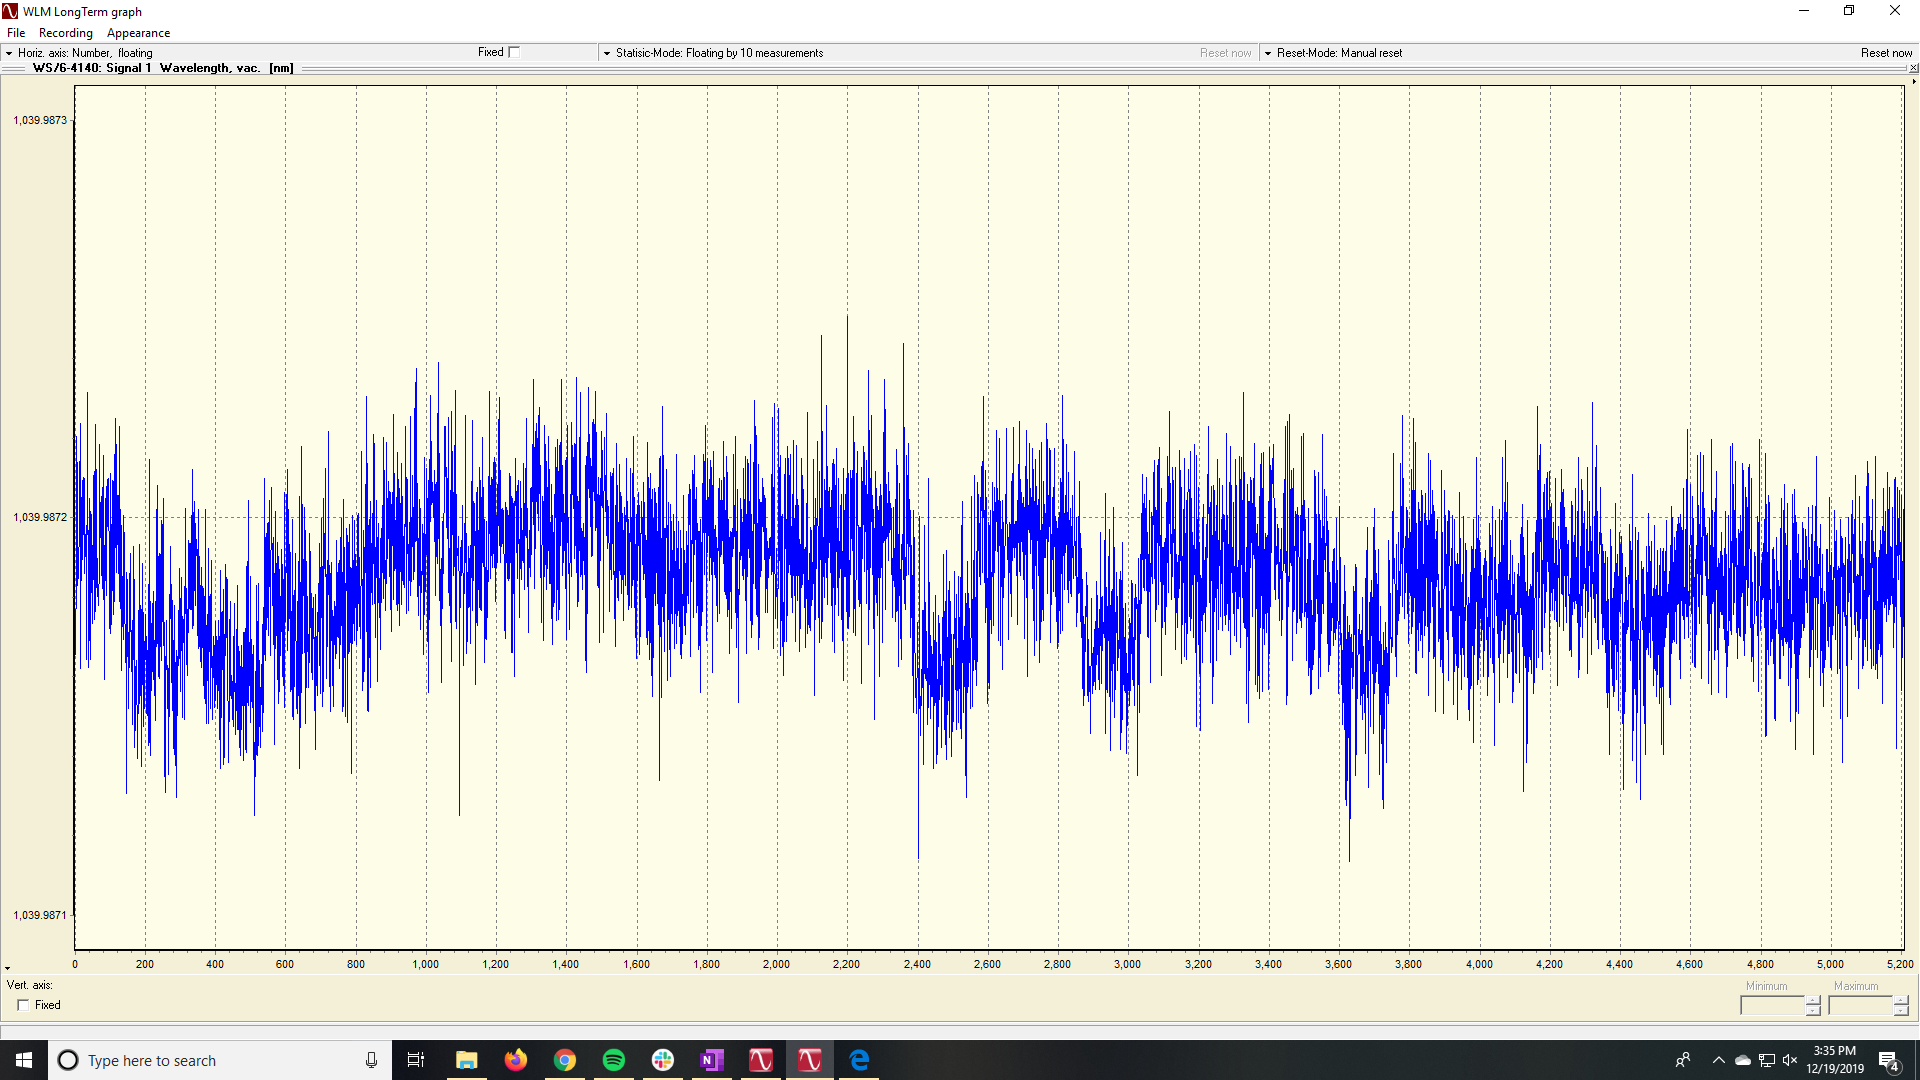 WLM LongTerm graph
File Recording Appearance
Horiz. axis: Number, floating Fixed Statisic-Mode: Floating by 10 measurements Reset now Reset-Mode: Manual reset Reset now
WS76-4140: Signal 1 Wavelength, vac. [nm]
1,039.9873
1,039.9872
1,039.9871
0 200 400 600 800 1,000 1,200 1,400 1,600 1,800 2,000 2,200 2,400 2,600 2,800 3,000 3,200 3,400 3,600 3,800 4,000 4,200 4,400 4,600 4,800 5,000 5,200
Vert. axis:
Minimum Maximum
Fixed
Type here to search
N
3:35 PM
12/19/2019
4